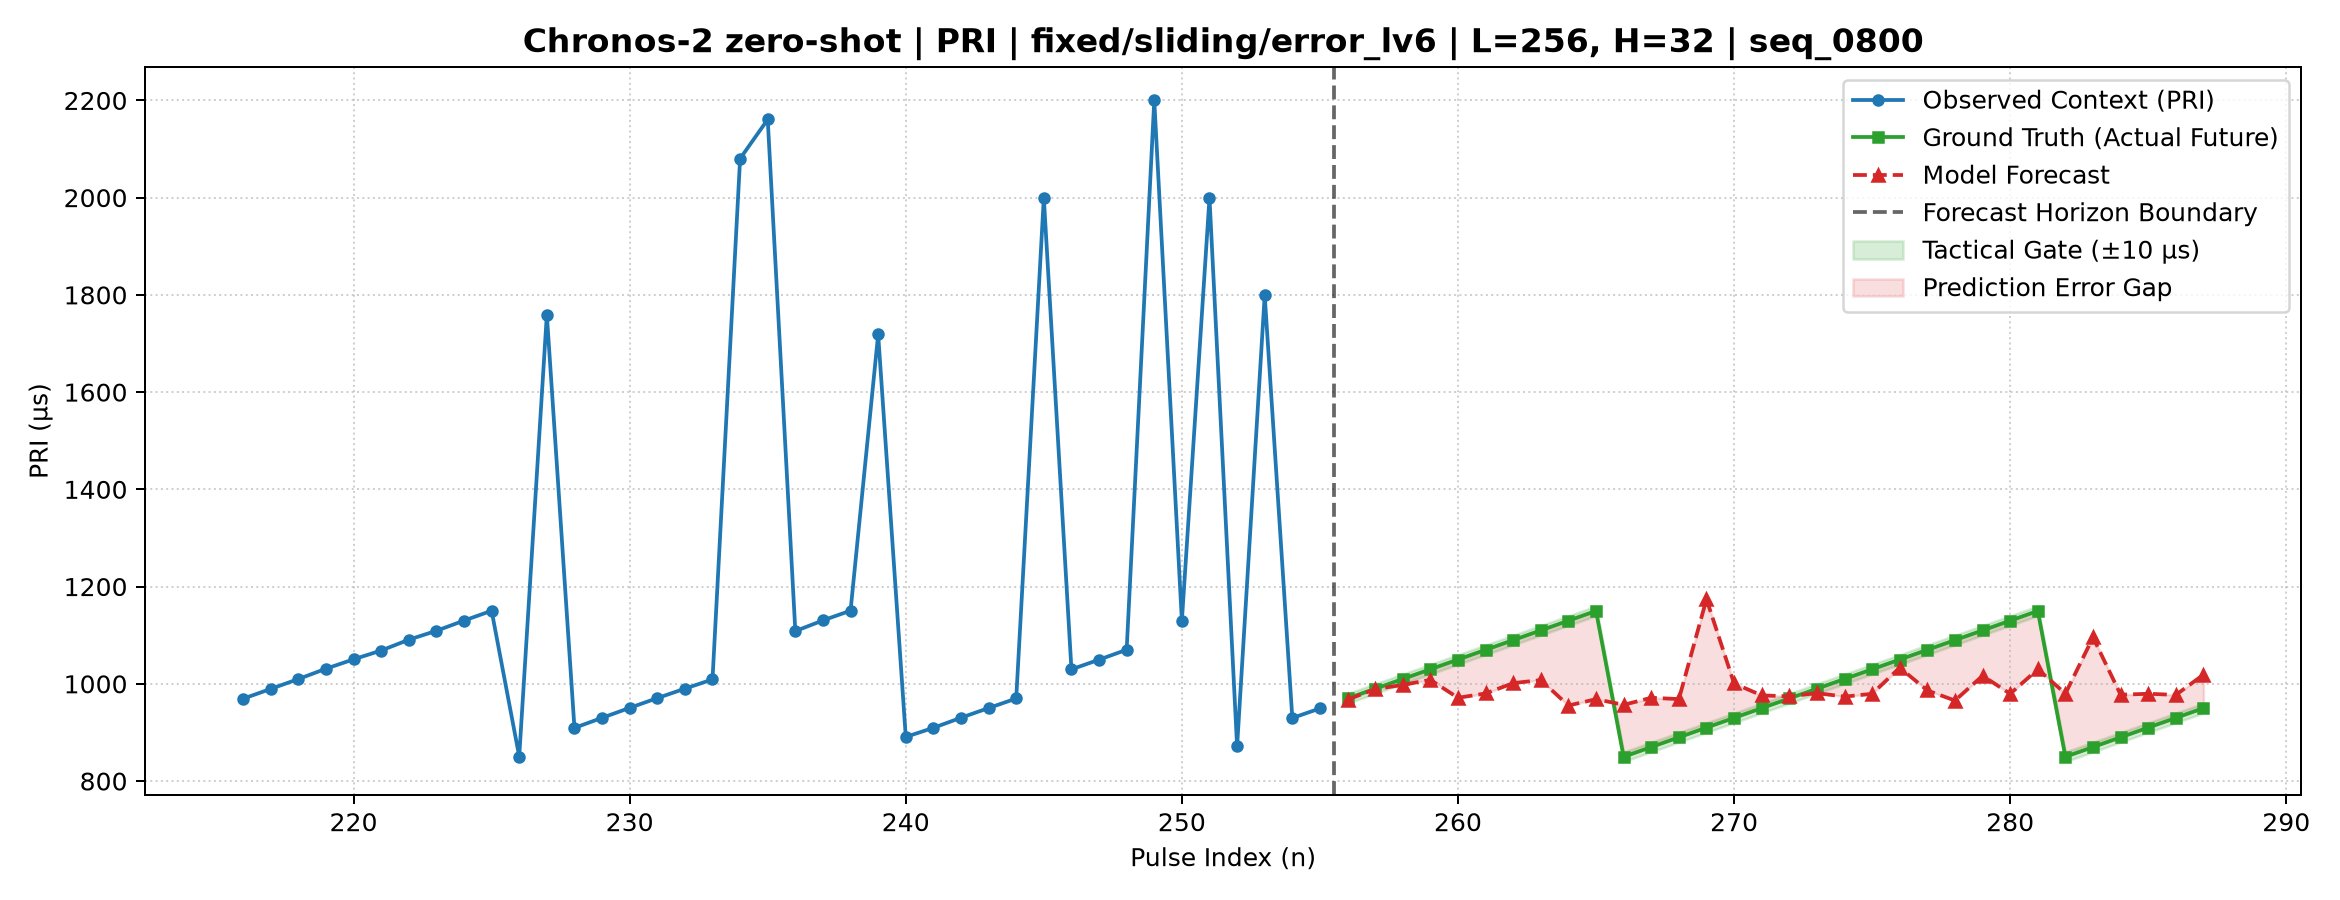 Chronos-2 zero-shot | PRI | fixed/sliding/error_lv6 | L=256, H=32 | seq_0800
PRI (μs)
2200
2000
1800
1600
1400
1200
1000
800
Observed Context (PRI)
Ground Truth (Actual Future)
Model Forecast
Forecast Horizon Boundary
Tactical Gate (±10 μs)
Prediction Error Gap
220
230
240
250
260
270
280
290
Pulse Index (n)